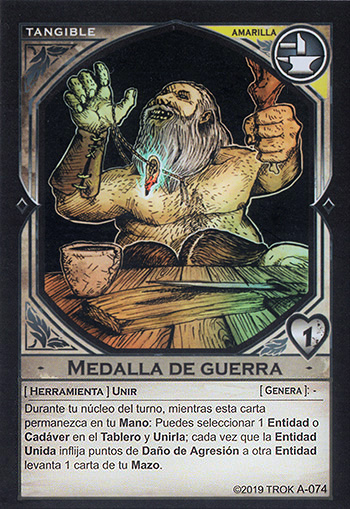 TANGIBLE
AMARILLA
1
MEDALLA DE GUERRA
[ HERRAMIENTA ] UNIR [ GENERA ]: -
Durante tu núcleo del turno, mientras esta carta
permanezca en tu Mano: Puedes seleccionar 1 Entidad o
Cadáver en el Tablero y Unirla; cada vez que la Entidad
Unida inflija puntos de Daño de Agresión a otra Entidad
levanta 1 carta de tu Mazo.
©2019 TROK A-074